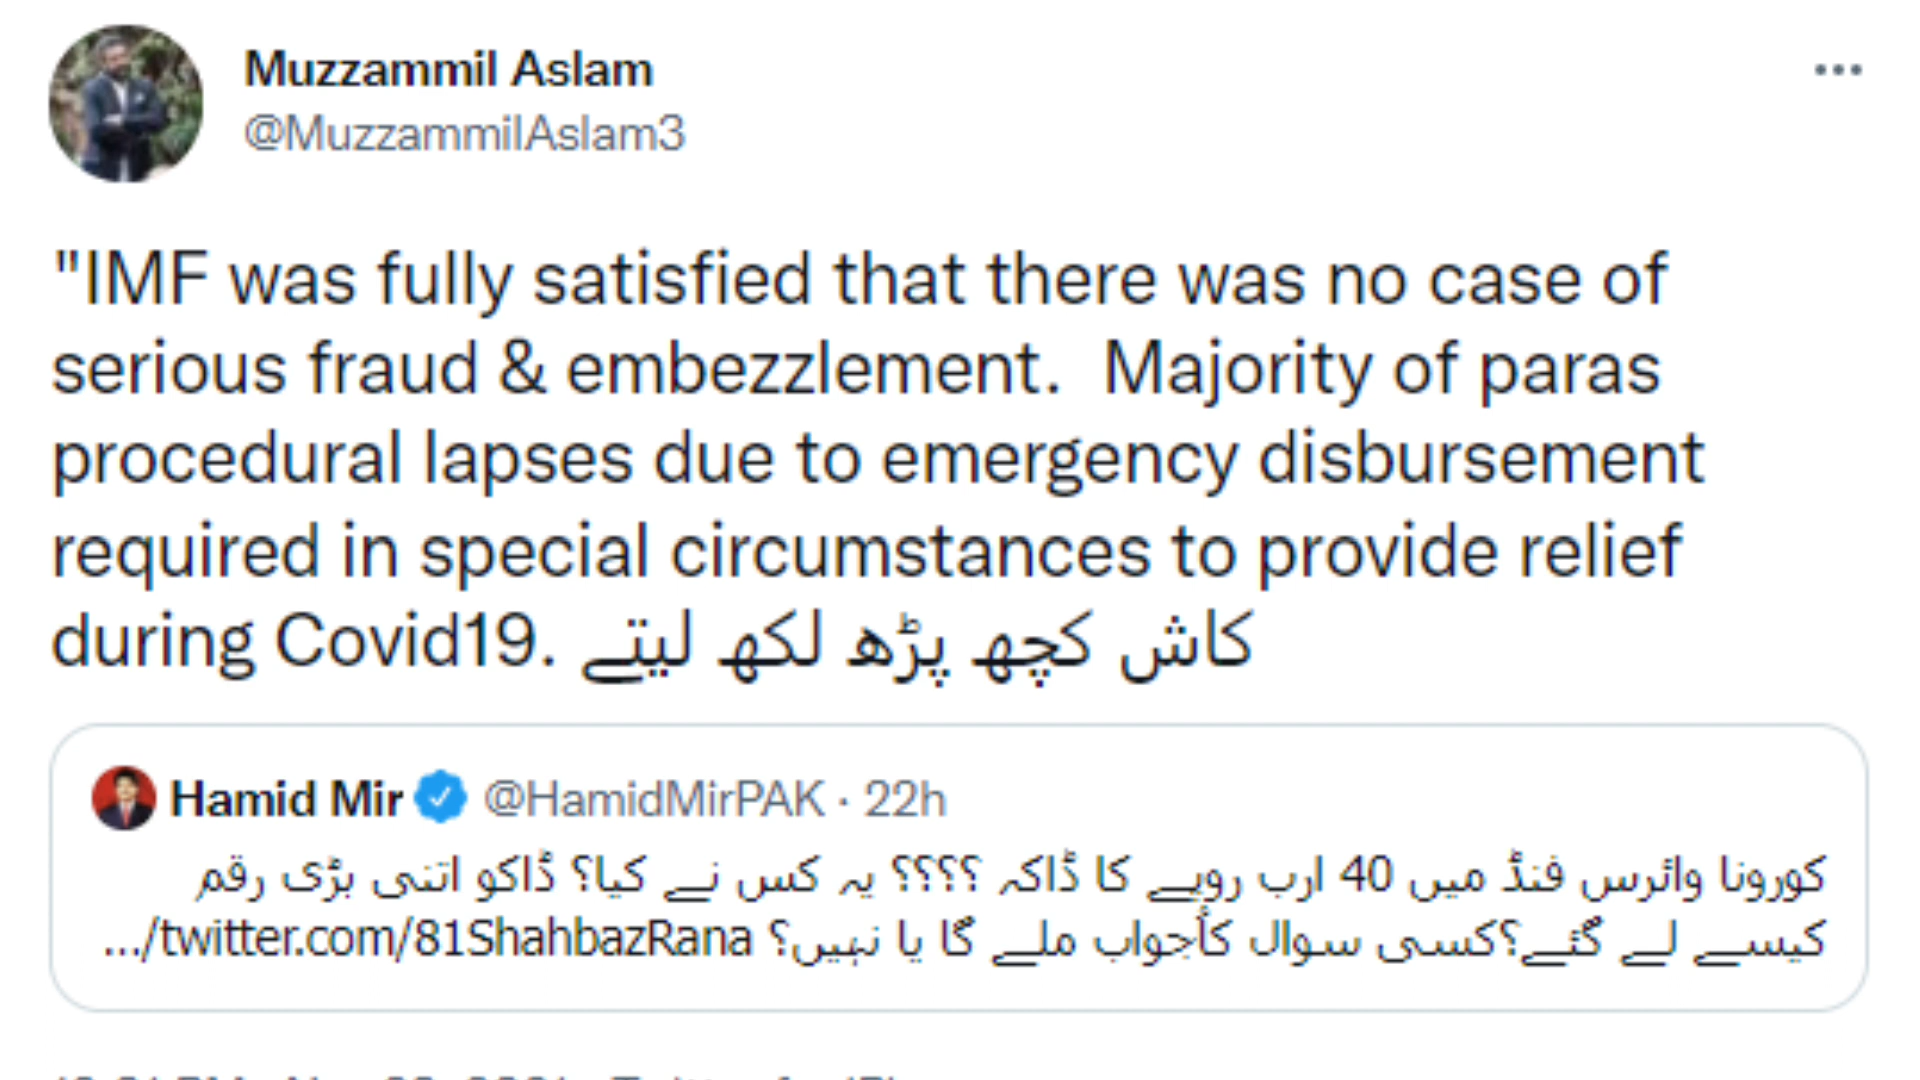 Muzzammil Aslam
@MuzzammilAslam3
"IMF was fully satisfied that there was no case of
serious fraud & embezzlement.  Majority of paras
procedural lapses due to emergency disbursement
required in special circumstances to provide relief
during Covid19. کاش کچھ پڑھ لکھ لیتے
Hamid Mir @HamidMirPAK · 22h
کورونا وائرس فنڈ میں 40 ارب روپے کا ڈاکہ ؟؟؟؟ یہ کس نے کیا؟ ڈاکو اتنی بڑی رقم
کیسے لے گئے؟کسی سوال کأجواب ملے گا یا نہیں؟ twitter.com/81ShahbazRana/…